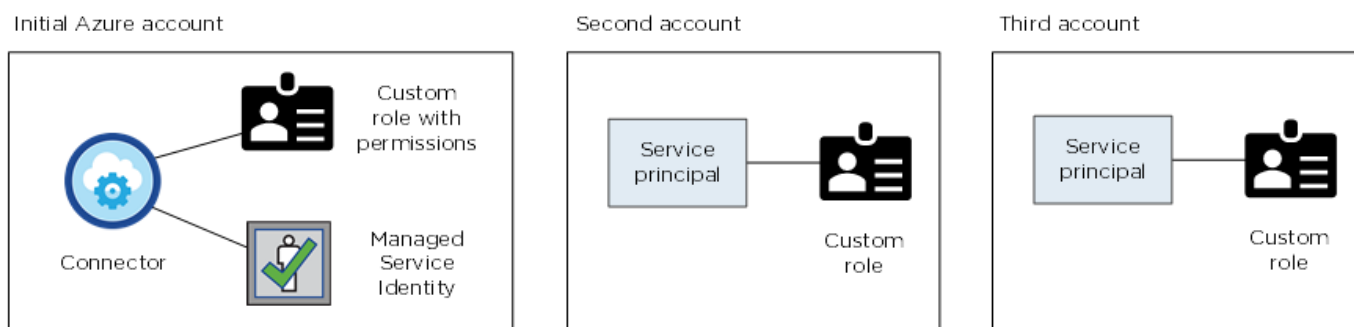 Initial Azure account
Custom
role with
permissions
Connector
Managed
Service
Identity
Second account
Service
principal
Custom
role
Third account
Service
principal
Custom
role